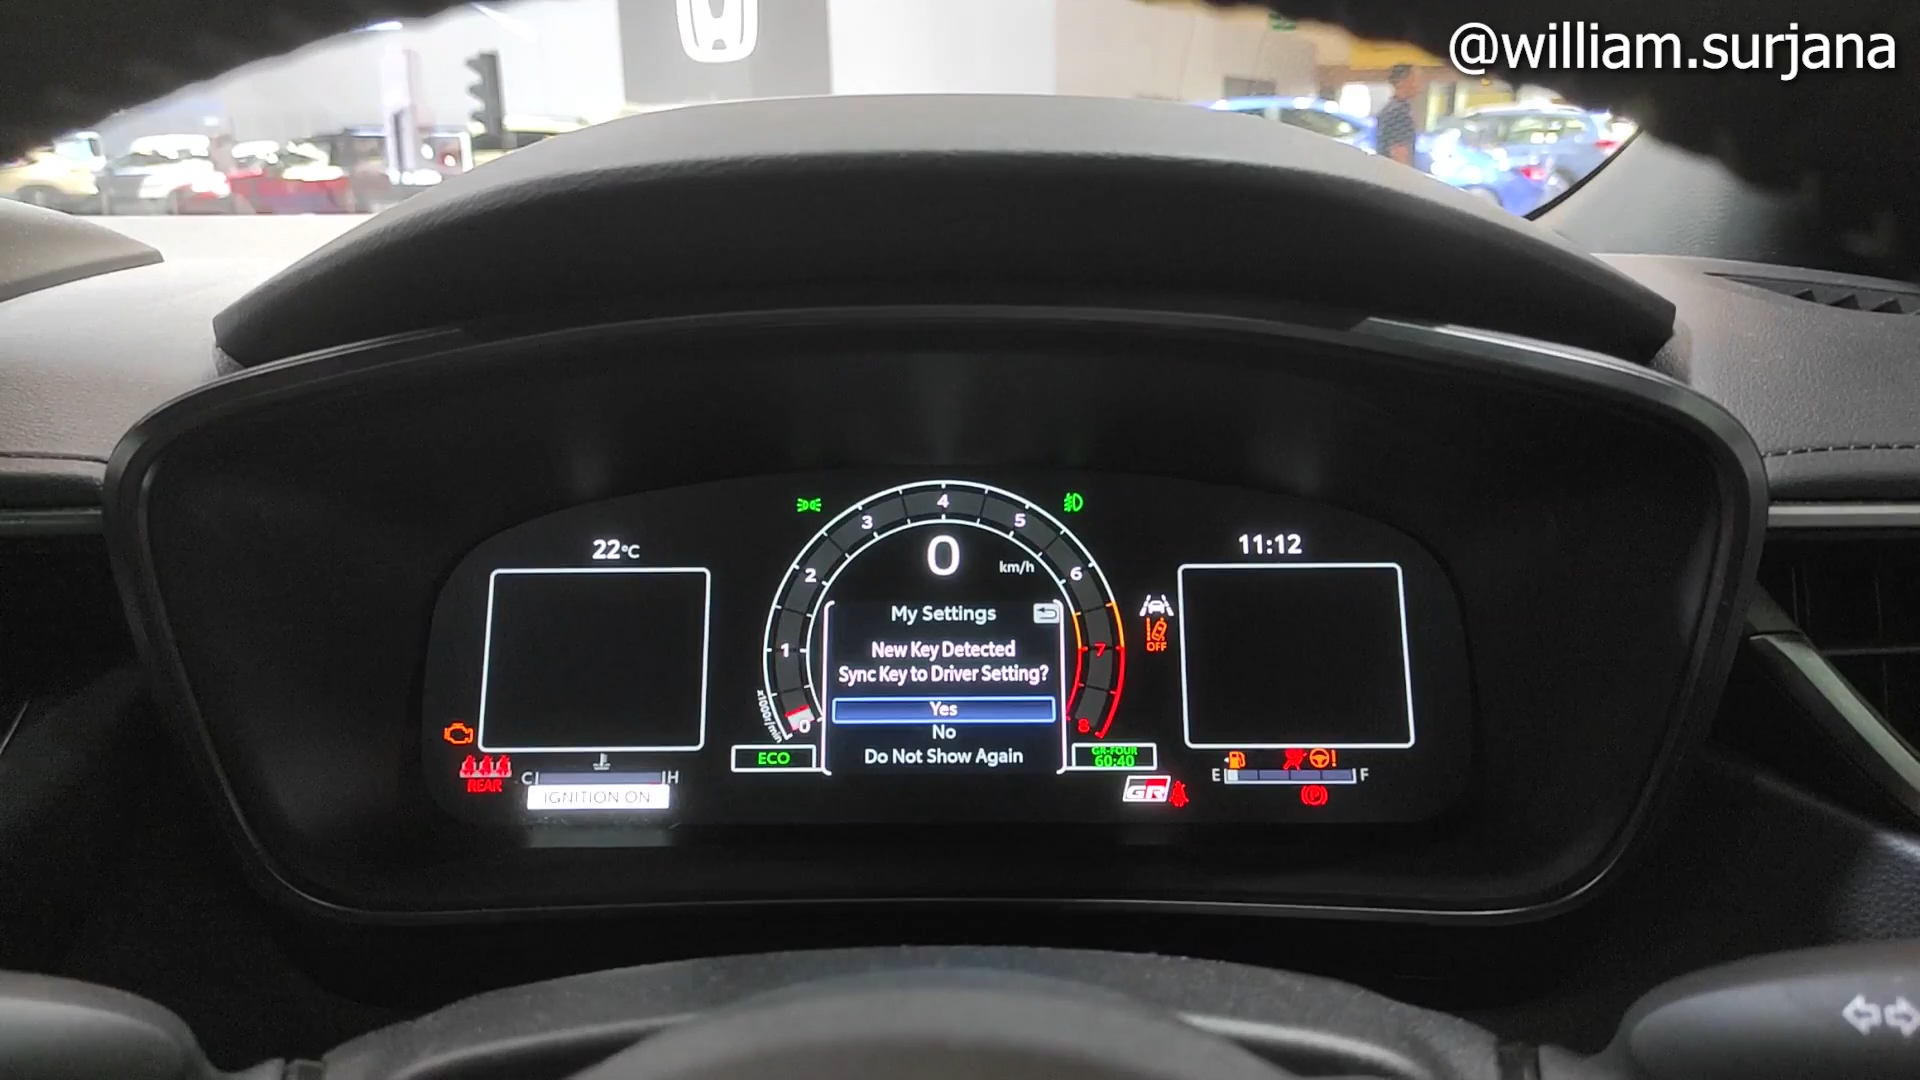 @william.surjana
22°C
11:12
0
1
2
3
4
5
6
7
8
x1000r/min
0
km/h
My Settings
New Key Detected
Sync Key to Driver Setting?
Yes
No
Do Not Show Again
OFF
ECO
GR-FOUR
60:40
REAR
C
H
IGNITION ON
GR
E
F
P